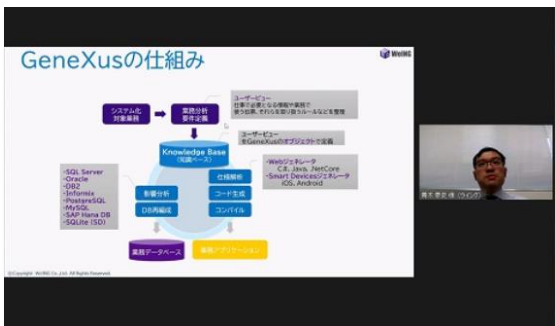 GeneXusの仕組み
WeING
システム化
対象業務
業務分析
要件定義
ユーザービュー
仕事で必要となる情報や業務で
使う伝票、それらを取り扱うルールなどを整理
ユーザービュー
をGeneXusのオブジェクトで定義
Knowledge Base
(知識ベース)
-SQL Server
-Oracle
-DB2
-Informix
-PostgreSQL
-MySQL
-SAP Hana DB
-SQLite (SD)
影響分析
DB再編成
仕様解析
コード生成
コンパイル
-Webジェネレータ
C#, Java, .NetCore
-Smart Devicesジェネレータ
iOS, Android
業務データベース
業務アプリケーション
©Copyright WeING Co.,Ltd. All Rights Reserved